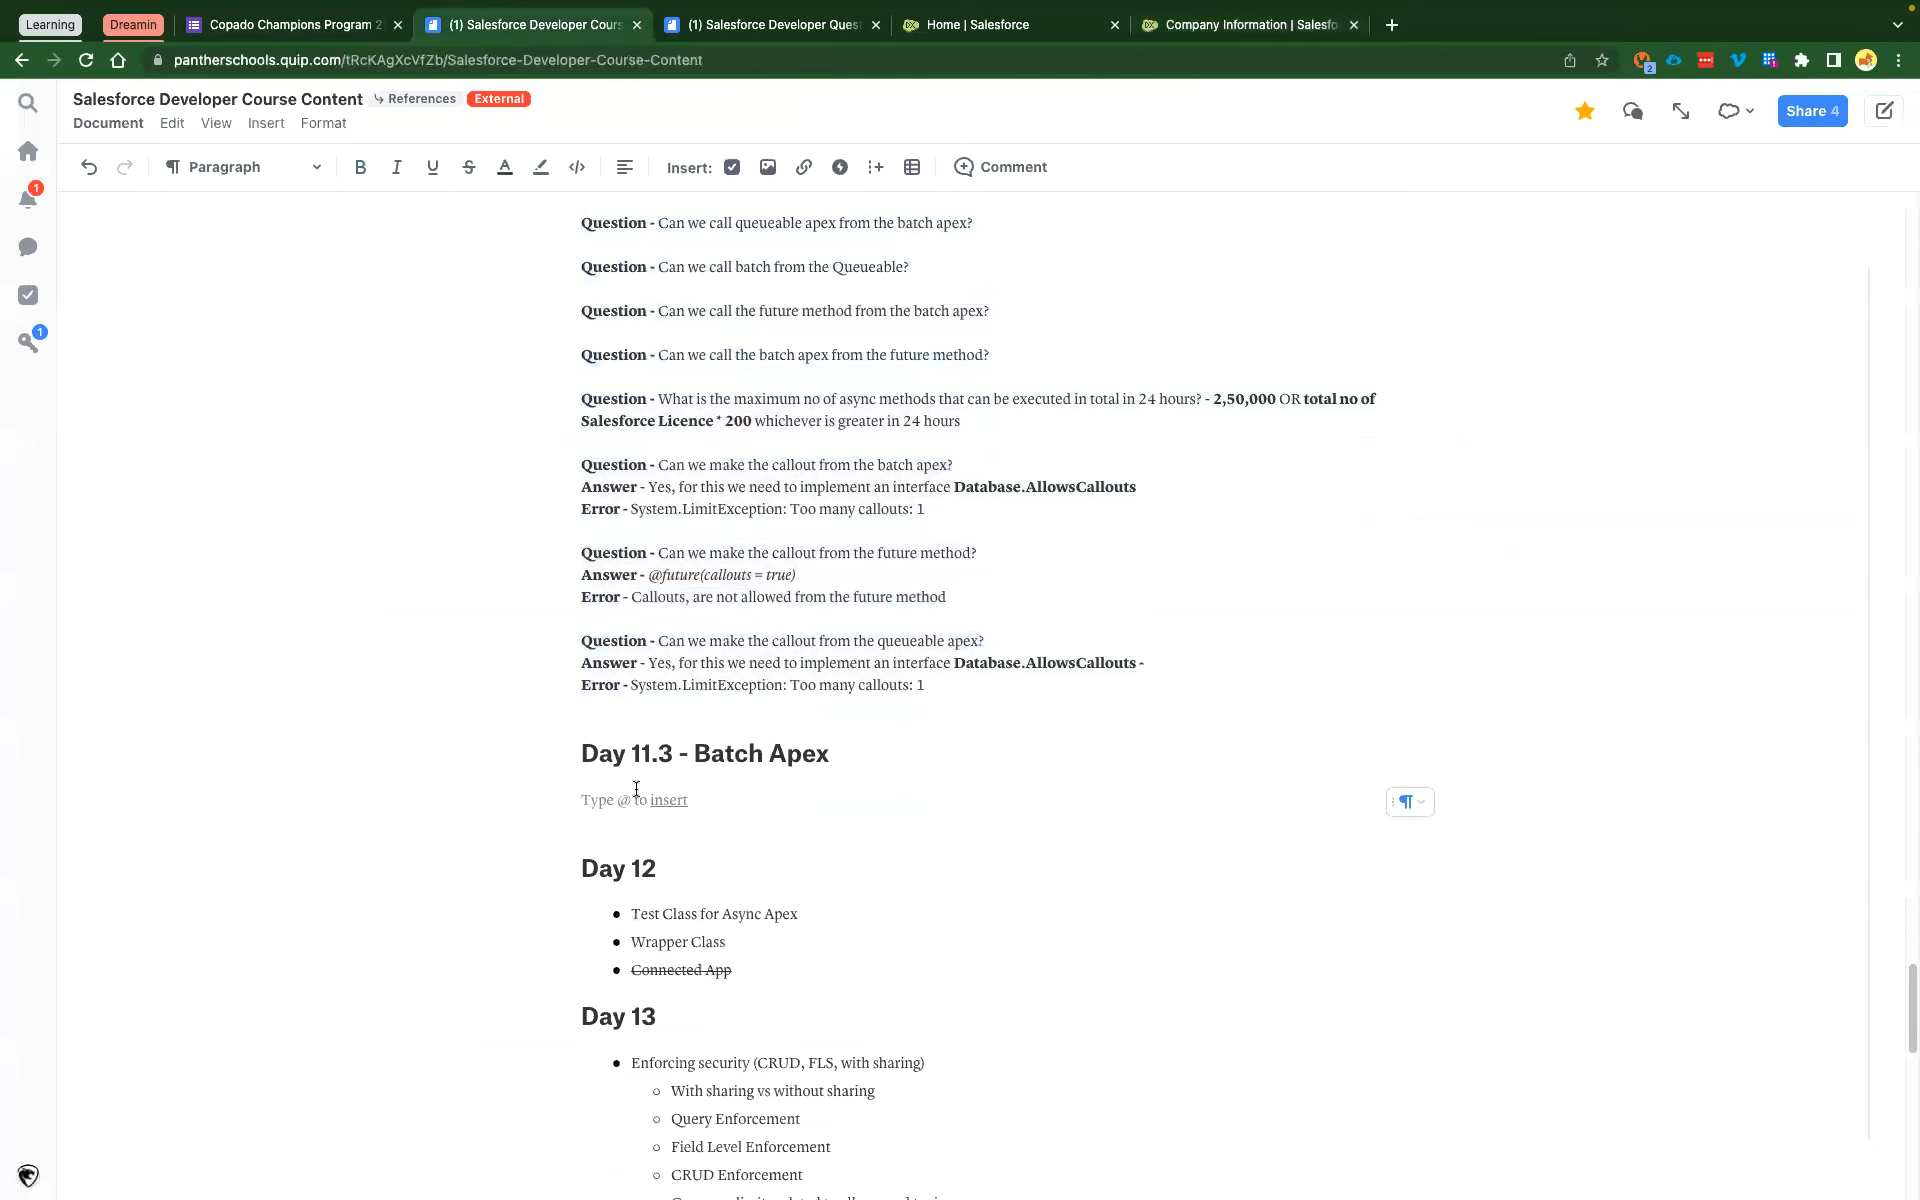 Learning
Dreamin
Copado Champions Program 2
(1) Salesforce Developer Cours
(1) Salesforce Developer Ques
Home | Salesforce
Company Information | Salesfo
pantherschools.quip.com/tRcKAgXcVfZb/Salesforce-Developer-Course-Content
2
Salesforce Developer Course Content
References
External
Document Edit View Insert Format
Share 4
1
1
Paragraph
B I U S A
Insert:
Comment
Question - Can we call queueable apex from the batch apex?
Question - Can we call batch from the Queueable?
Question - Can we call the future method from the batch apex?
Question - Can we call the batch apex from the future method?
Question - What is the maximum no of async methods that can be executed in total in 24 hours? - 2,50,000 OR total no of
Salesforce Licence * 200 whichever is greater in 24 hours
Question - Can we make the callout from the batch apex?
Answer - Yes, for this we need to implement an interface Database.AllowsCallouts
Error - System.LimitException: Too many callouts: 1
Question - Can we make the callout from the future method?
Answer - @future(callouts = true)
Error - Callouts, are not allowed from the future method
Question - Can we make the callout from the queueable apex?
Answer - Yes, for this we need to implement an interface Database.AllowsCallouts -
Error - System.LimitException: Too many callouts: 1
Day 11.3 - Batch Apex
Type @ to insert
Day 12
Test Class for Async Apex
Wrapper Class
Connected App
Day 13
Enforcing security (CRUD, FLS, with sharing)
With sharing vs without sharing
Query Enforcement
Field Level Enforcement
CRUD Enforcement